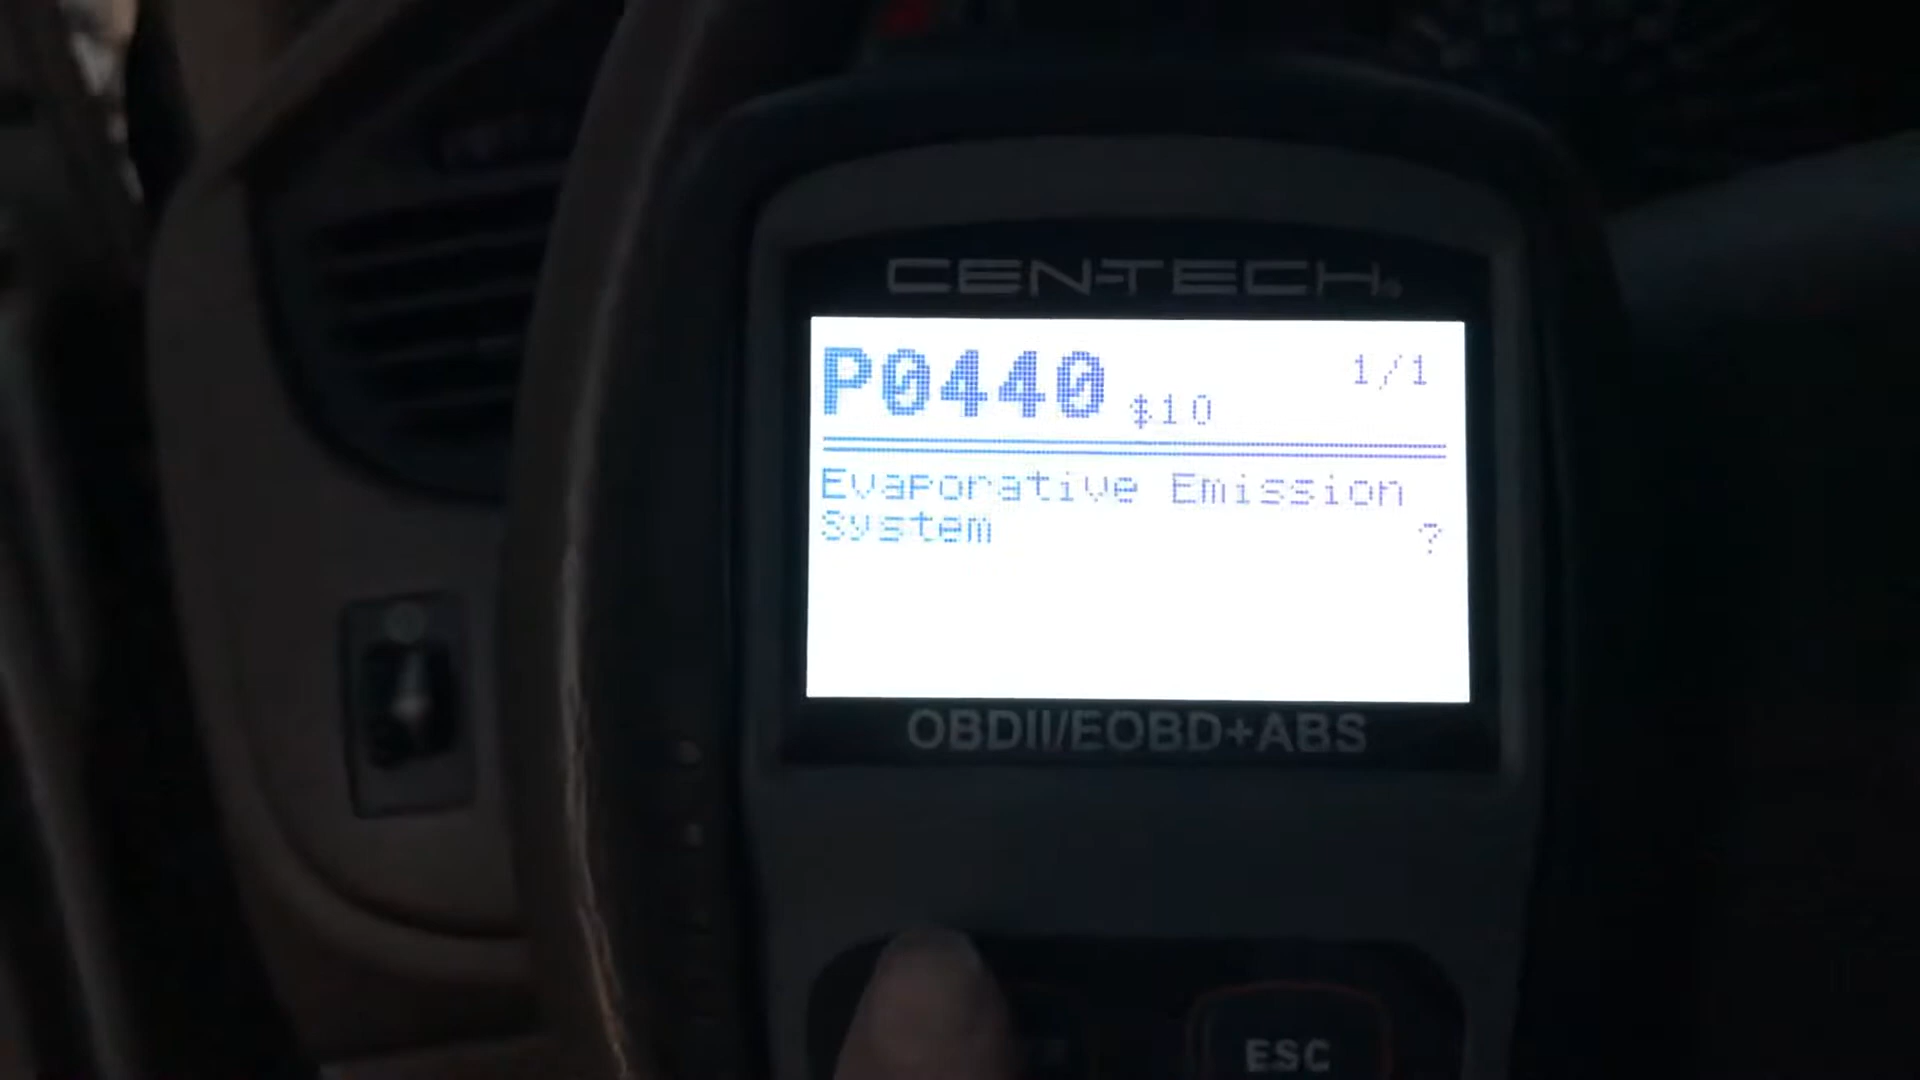 CEN-TECH®
P0440 $10 1/1
Evaporative Emission
System ?
OBDII/EOBD+ABS
ESC